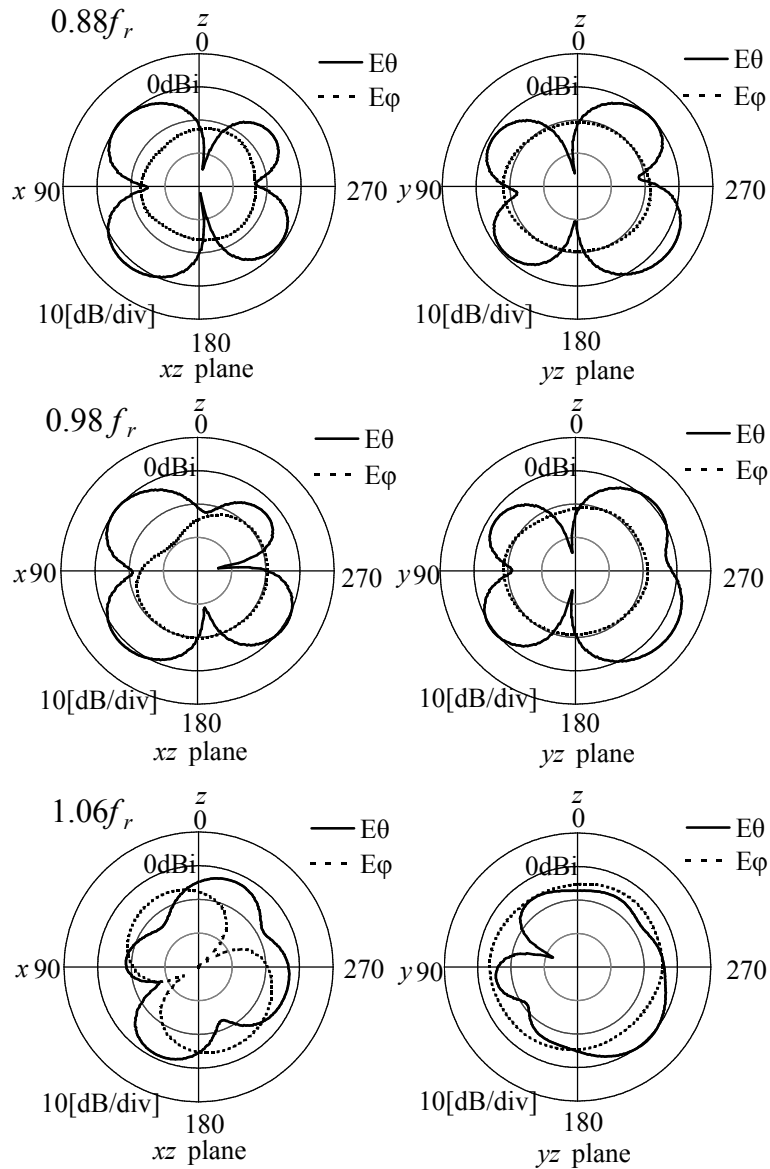 0.88fr
z
0
0dBi
Eθ
Eφ
x 90
270
10[dB/div]
180
xz plane
z
0
0dBi
Eθ
Eφ
y 90
270
10[dB/div]
180
yz plane
0.98fr
z
0
0dBi
Eθ
Eφ
x 90
270
10[dB/div]
180
xz plane
z
0
0dBi
Eθ
Eφ
y 90
270
10[dB/div]
180
yz plane
1.06fr
z
0
0dBi
Eθ
Eφ
x 90
270
10[dB/div]
180
xz plane
z
0
0dBi
Eθ
Eφ
y 90
270
10[dB/div]
180
yz plane